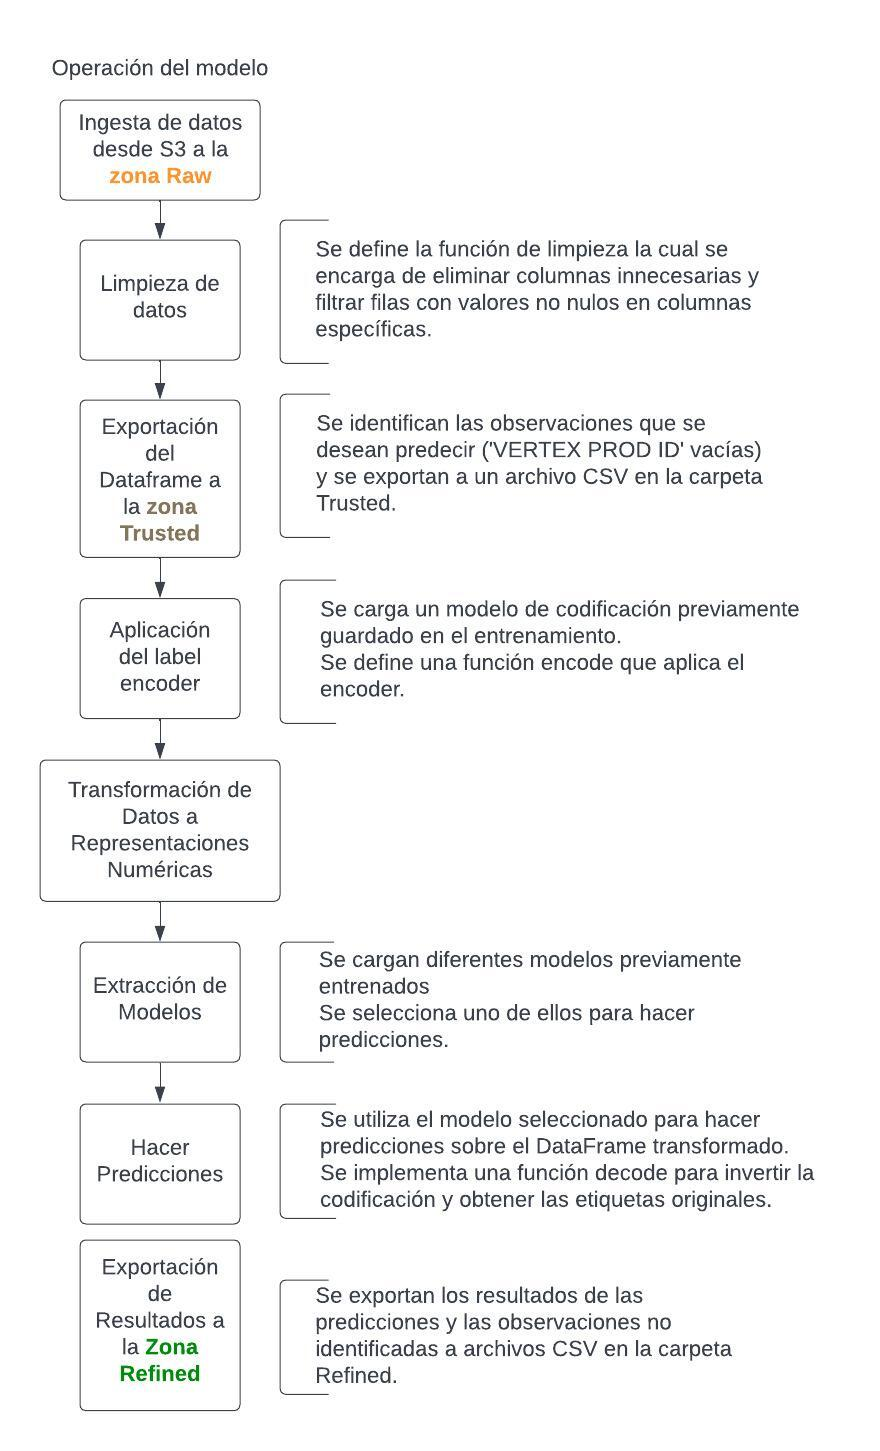 Operación del modelo
Ingesta de datos
desde S3 a la
zona Raw
Limpieza de
datos
Se define la función de limpieza la cual se
encarga de eliminar columnas innecesarias y
filtrar filas con valores no nulos en columnas
específicas.
Exportación
del
Dataframe a
la zona
Trusted
Se identifican las observaciones que se
desean predecir ('VERTEX PROD ID' vacías)
y se exportan a un archivo CSV en la carpeta
Trusted.
Aplicación
del label
encoder
Se carga un modelo de codificación previamente
guardado en el entrenamiento.
Se define una función encode que aplica el
encoder.
Transformación de
Datos a
Representaciones
Numéricas
Extracción de
Modelos
Se cargan diferentes modelos previamente
entrenados
Se selecciona uno de ellos para hacer
predicciones.
Hacer
Predicciones
Se utiliza el modelo seleccionado para hacer
predicciones sobre el DataFrame transformado.
Se implementa una función decode para invertir la
codificación y obtener las etiquetas originales.
Exportación
de
Resultados a
la Zona
Refined
Se exportan los resultados de las
predicciones y las observaciones no
identificadas a archivos CSV en la carpeta
Refined.